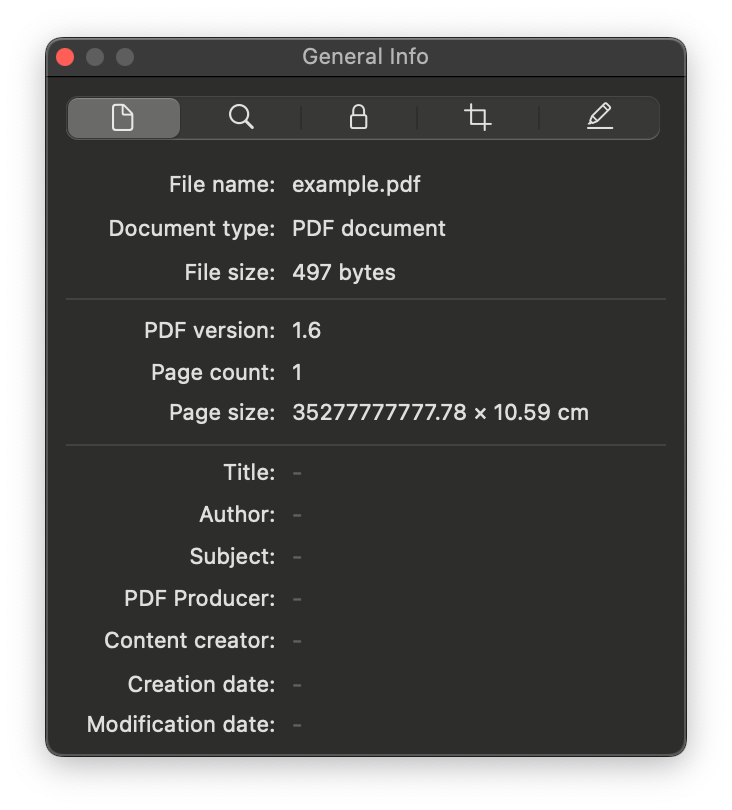 General Info
File name: example.pdf
Document type: PDF document
File size: 497 bytes
PDF version: 1.6
Page count: 1
Page size: 35277777777.78 × 10.59 cm
Title: -
Author: -
Subject: -
PDF Producer: -
Content creator: -
Creation date: -
Modification date: -